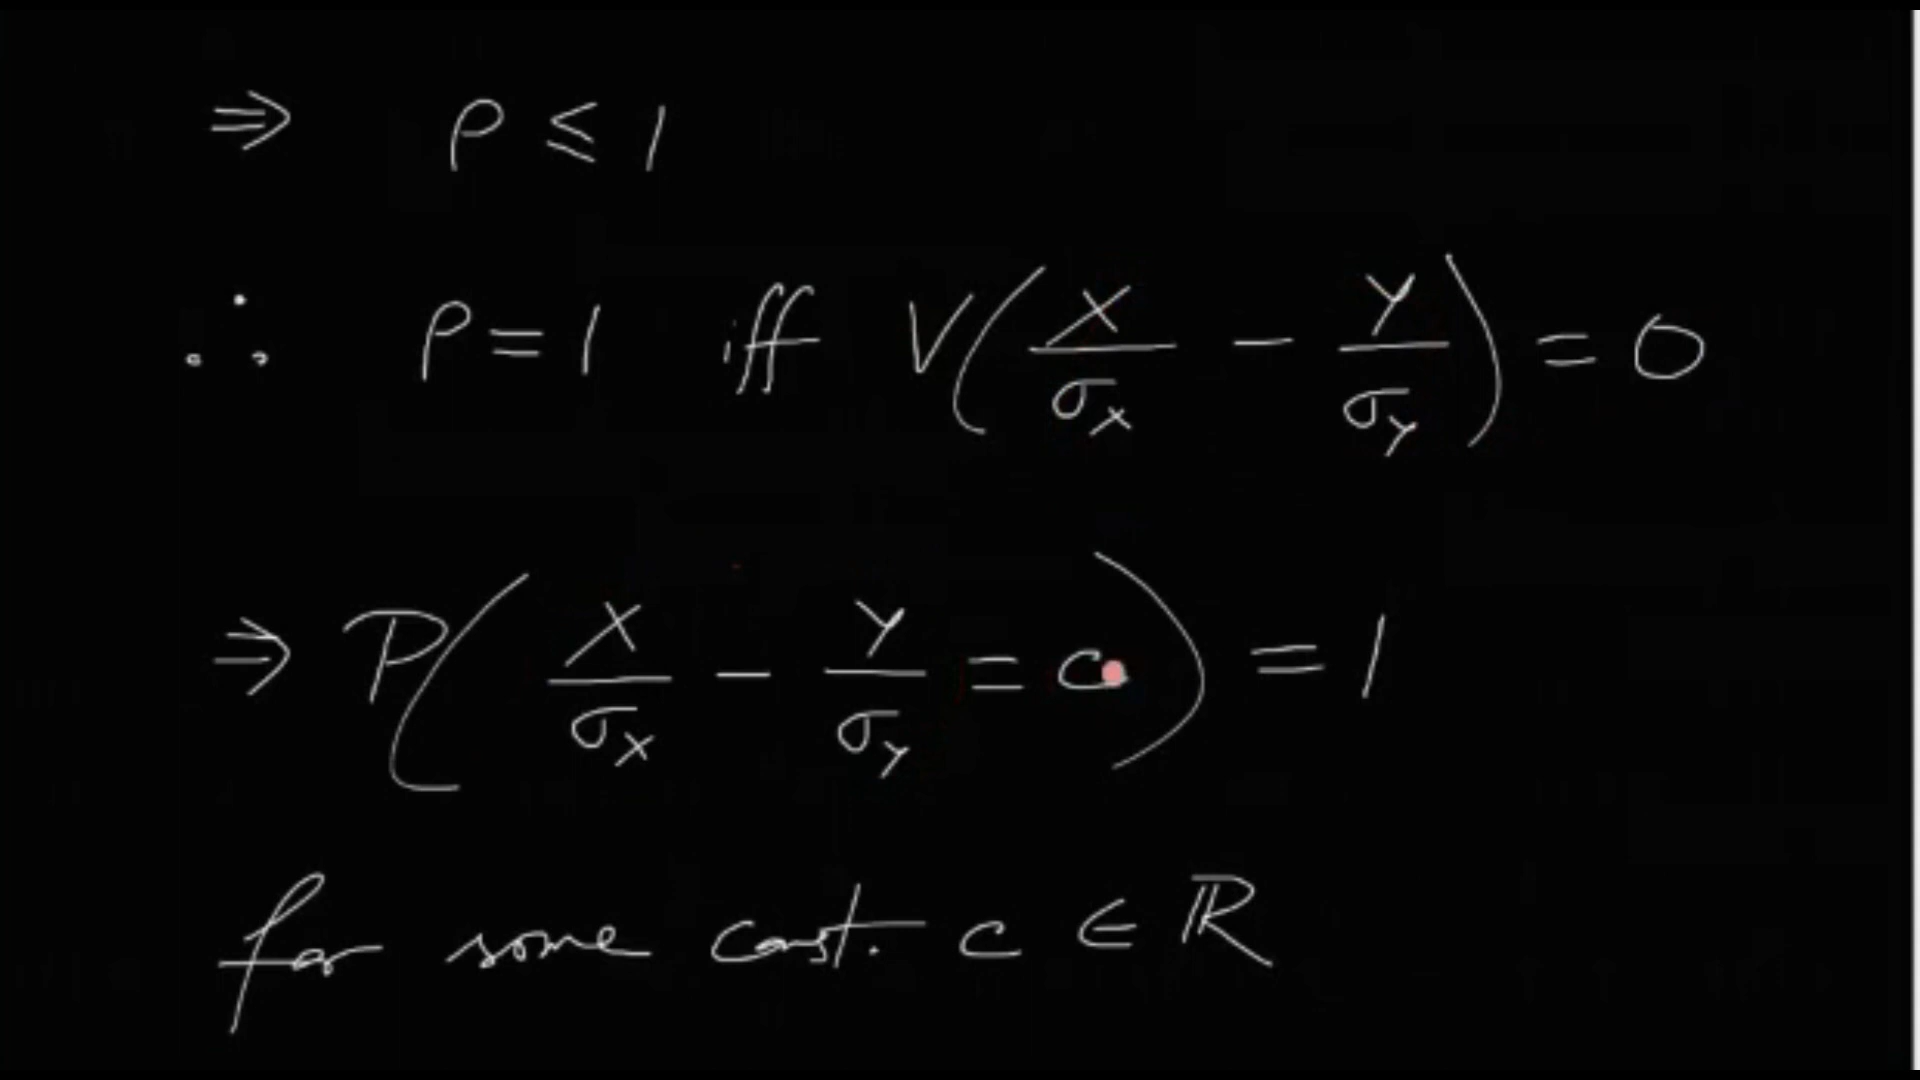 ⇒ ρ ≤ 1
∴ ρ = 1 iff V(X/σ_X − Y/σ_Y) = 0
⇒ P(X/σ_X − Y/σ_Y = c) = 1
for some const. c ∈ ℝ